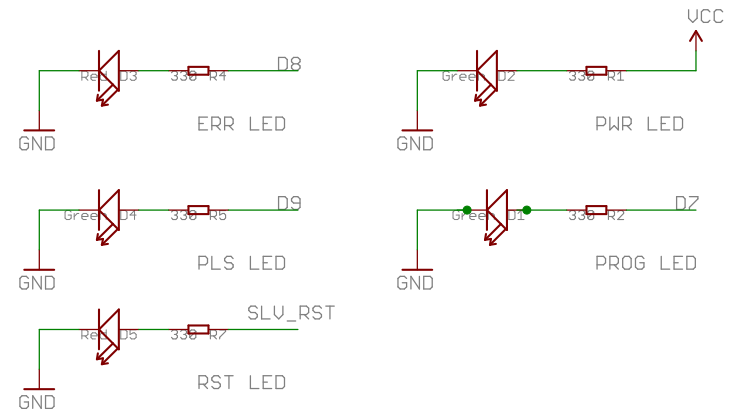 VCC
D8
Red D3
330 R4
ERR LED
GND
Green D2
330 R1
PWR LED
GND
D9
Green D4
330 R5
PLS LED
GND
D7
Green D1
330 R2
PROG LED
GND
SLV_RST
Red D5
330 R7
RST LED
GND